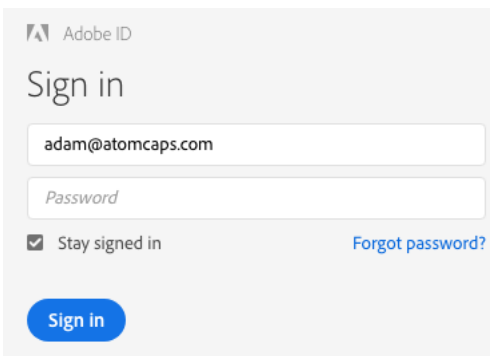 Adobe ID
Sign in
adam@atomcaps.com
Password
Stay signed in Forgot password?
Sign in